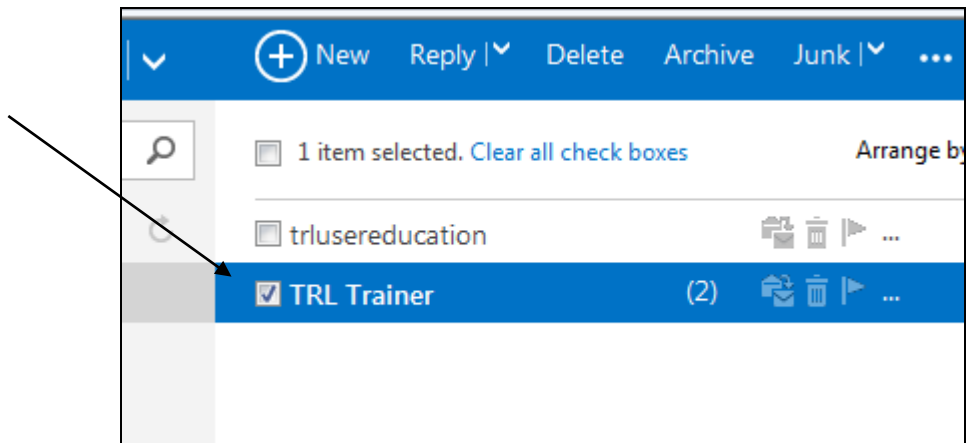 New Reply Delete Archive Junk ...
1 item selected. Clear all check boxes Arrange by
trlusereducation ...
TRL Trainer (2) ...